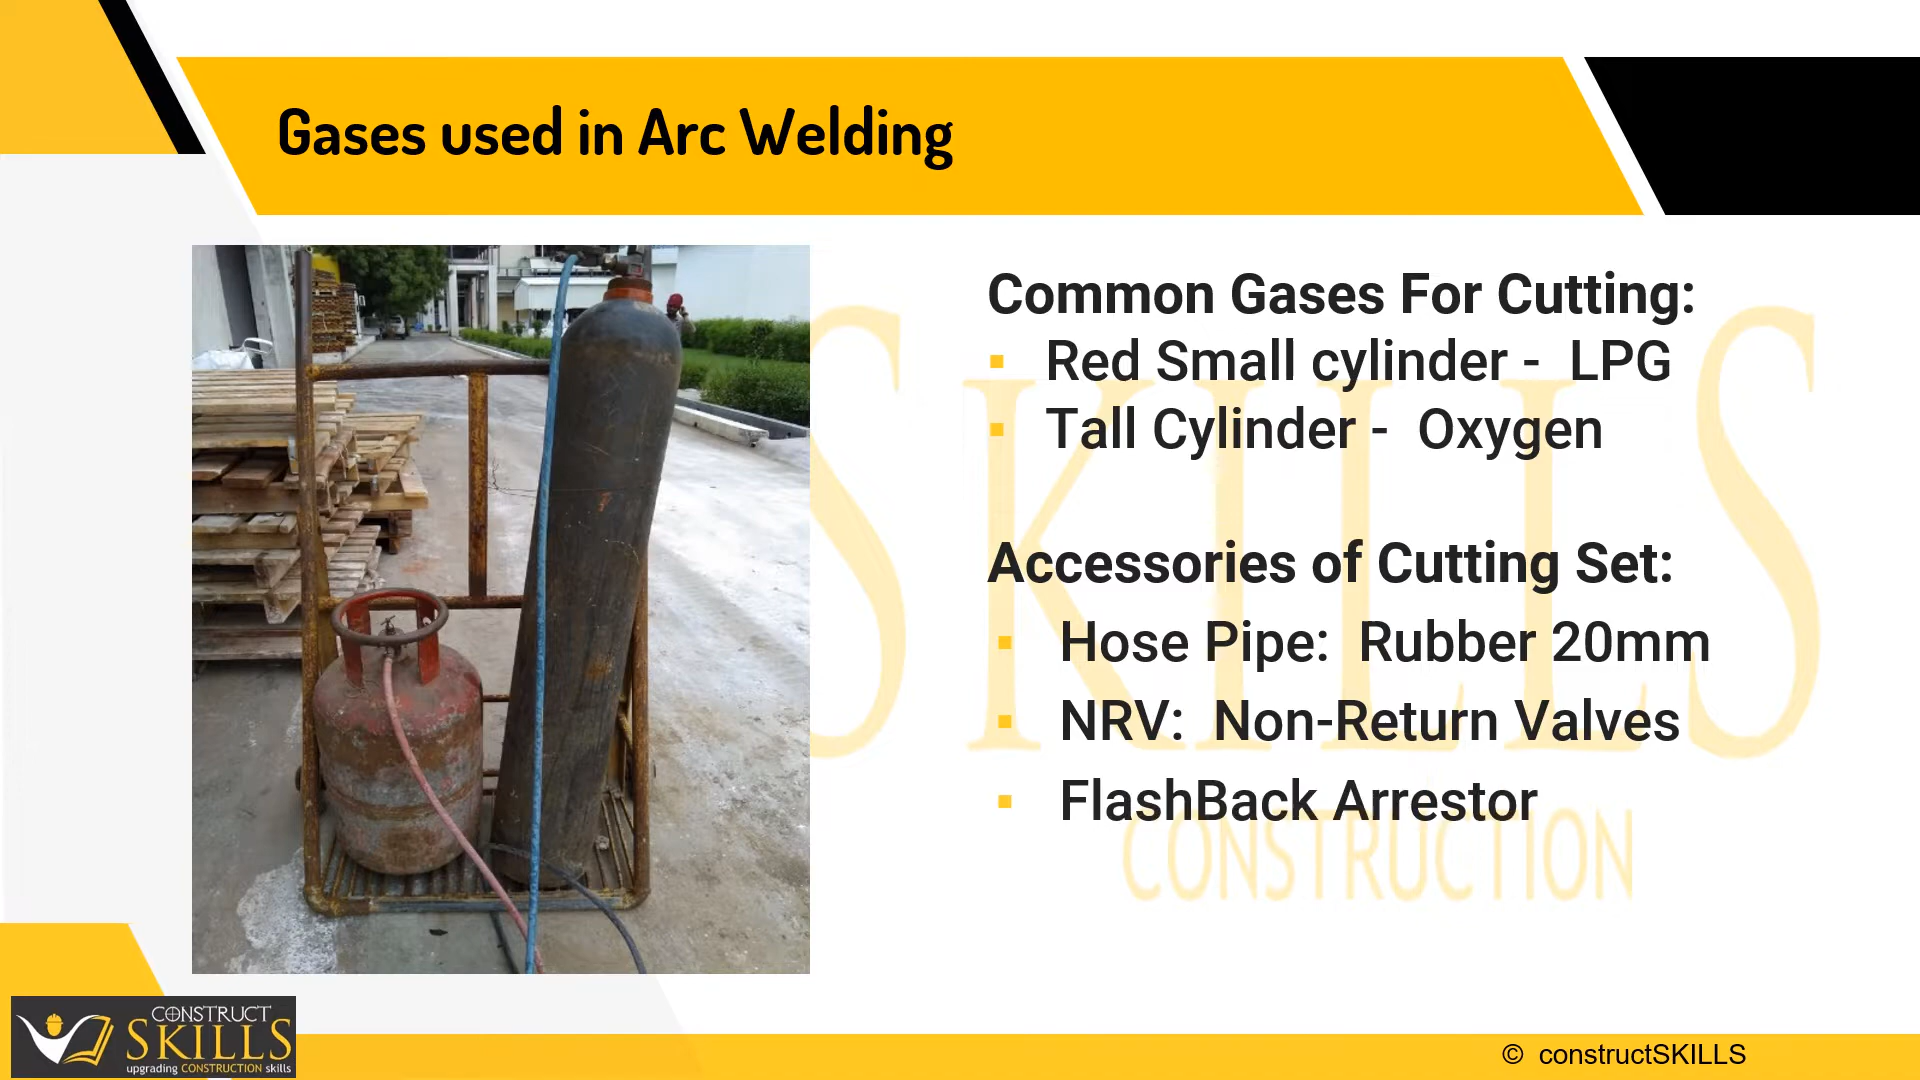 Gases used in Arc Welding
Common Gases For Cutting:
▪ Red Small cylinder - LPG
▪ Tall Cylinder - Oxygen
Accessories of Cutting Set:
▪ Hose Pipe: Rubber 20mm
▪ NRV: Non-Return Valves
▪ FlashBack Arrestor
SKILLS
CONSTRUCTION
CONSTRUCT
SKILLS
upgrading CONSTRUCTION skills
© constructSKILLS